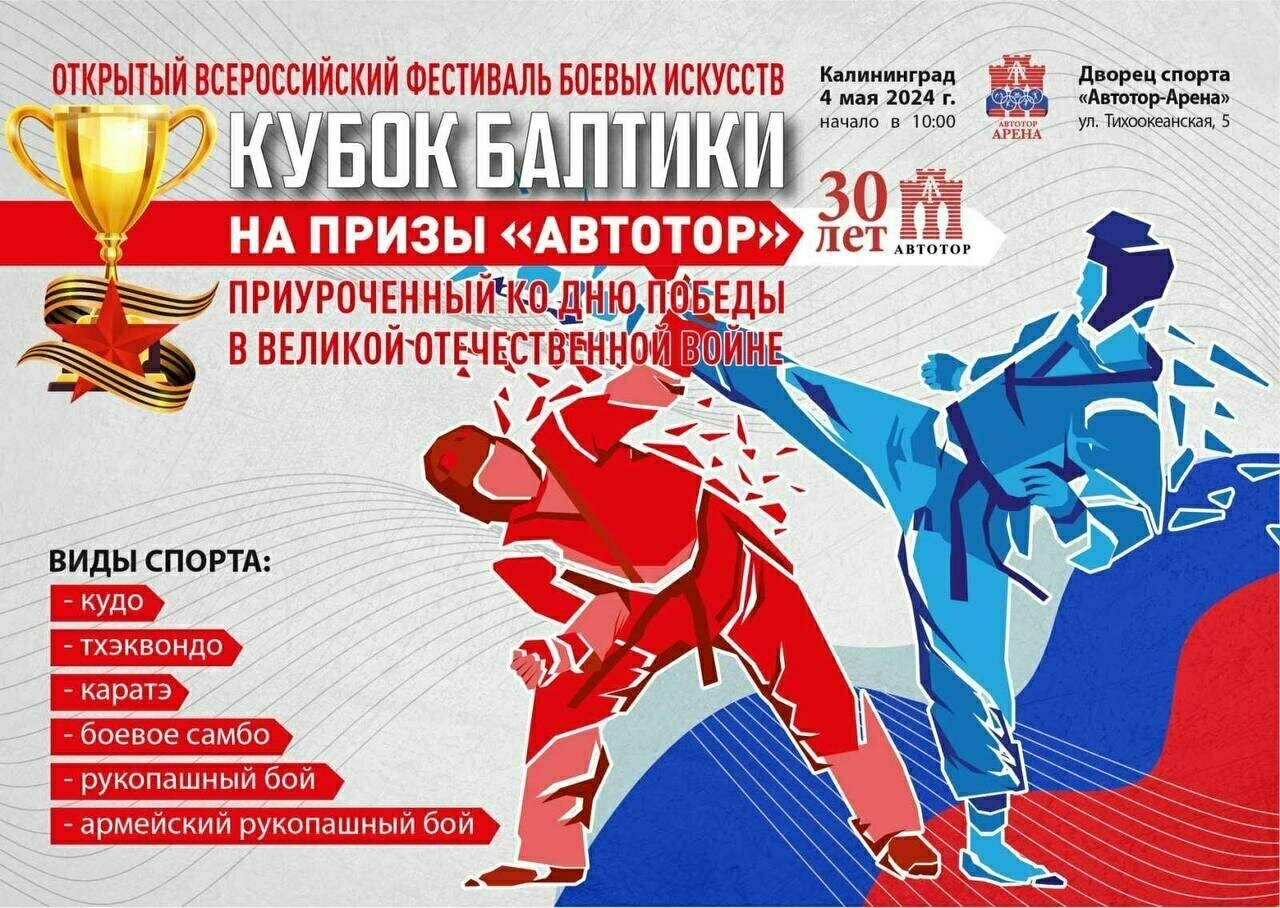 ОТКРЫТЫЙ ВСЕРОССИЙСКИЙ ФЕСТИВАЛЬ БОЕВЫХ ИСКУССТВ
КУБОК БАЛТИКИ
НА ПРИЗЫ «АВТОТОР»
ПРИУРОЧЕННЫЙ КО ДНЮ ПОБЕДЫ
В ВЕЛИКОЙ ОТЕЧЕСТВЕННОЙ ВОЙНЕ
Калининград
4 мая 2024 г.
начало в 10:00
АВТОТОР
АРЕНА
Дворец спорта
«Автотор-Арена»
ул. Тихоокеанская, 5
30
лет
АВТОТОР
ВИДЫ СПОРТА:
- кудо
- тхэквондо
- каратэ
- боевое самбо
- рукопашный бой
- армейский рукопашный бой